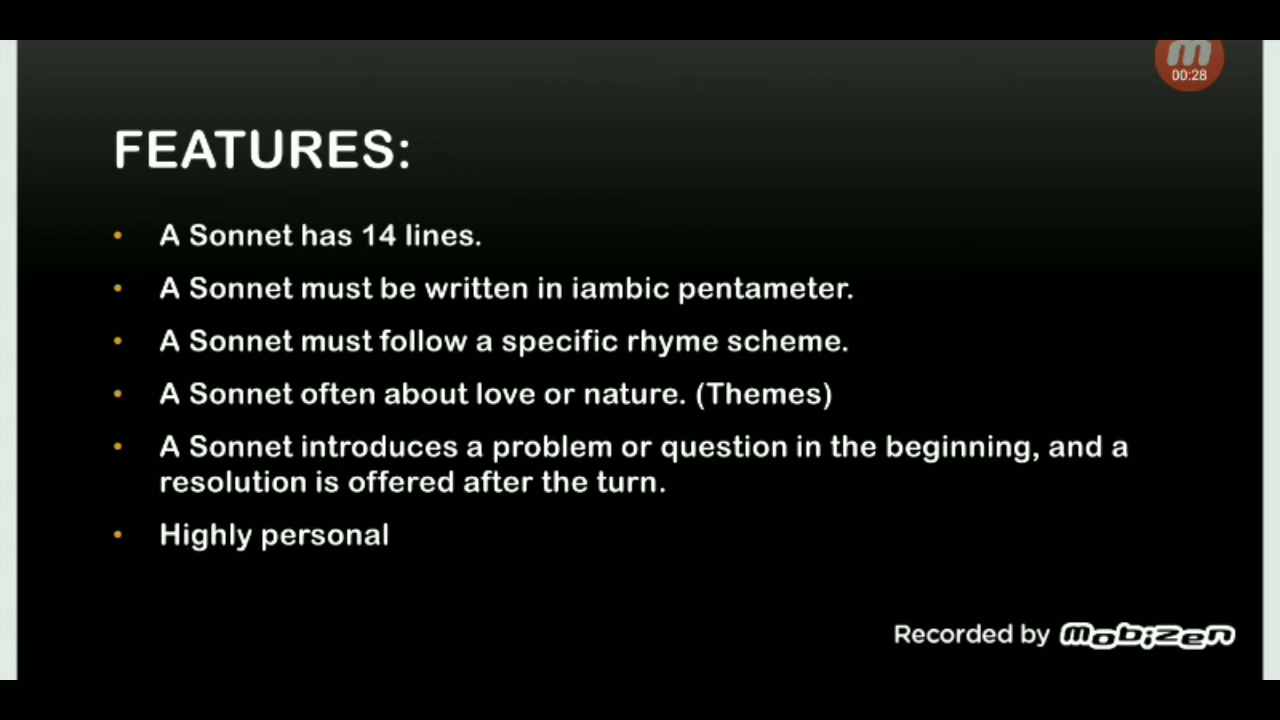 m
00:28
FEATURES:
• A Sonnet has 14 lines.
• A Sonnet must be written in iambic pentameter.
• A Sonnet must follow a specific rhyme scheme.
• A Sonnet often about love or nature. (Themes)
• A Sonnet introduces a problem or question in the beginning, and a
resolution is offered after the turn.
• Highly personal
Recorded by mobizen